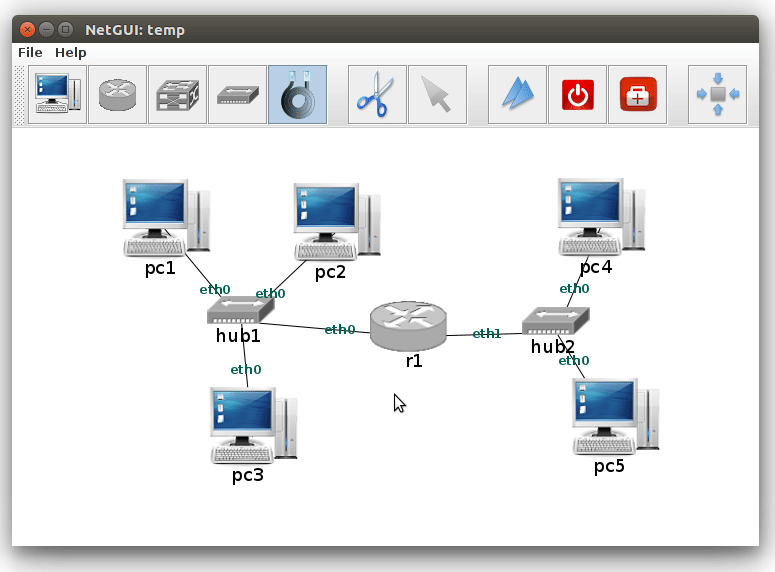 NetGUI: temp
File Help
pc1
pc2
pc4
eth0
eth0
eth0
hub1
eth0
r1
eth1
hub2
eth0
eth0
pc3
pc5